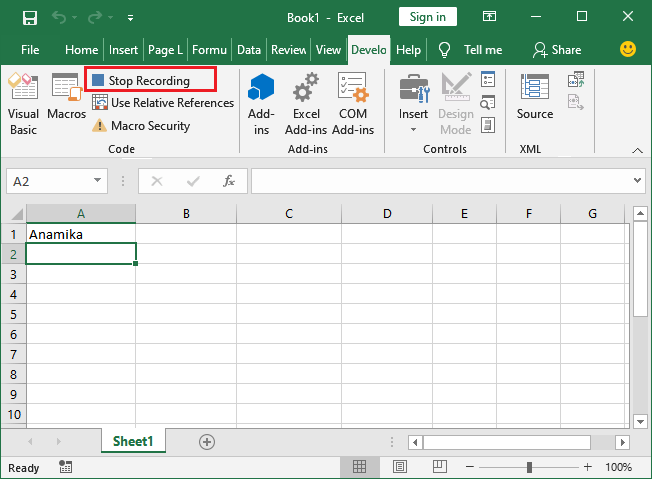 Book1 - Excel
Sign in
File Home Insert Page L Formu Data Review View Develo Help Tell me Share
Visual Basic
Macros
Stop Recording
Use Relative References
Macro Security
Code
Add-ins
Excel Add-ins
COM Add-ins
Add-ins
Insert
Design Mode
Controls
Source
XML
A2
fx
A B C D E F G
1 Anamika
2
3
4
5
6
7
8
9
10
Sheet1
Ready
100%